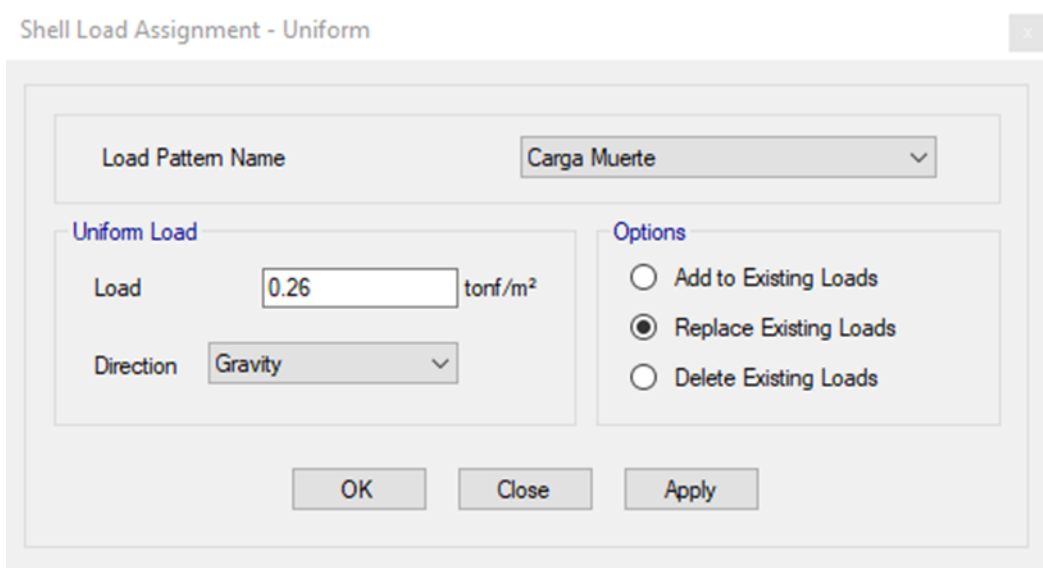 Shell Load Assignment - Uniform
x
Load Pattern Name Carga Muerte
Uniform Load
Load 0.26 tonf/m²
Direction Gravity
Options
Add to Existing Loads
Replace Existing Loads
Delete Existing Loads
OK Close Apply